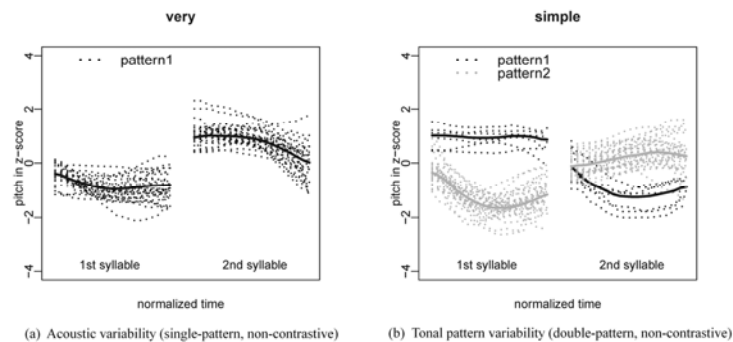 very
pattern1
pitch in z-score
4
2
0
-2
-4
1st syllable
2nd syllable
normalized time
(a) Acoustic variability (single-pattern, non-contrastive)
simple
pattern1
pattern2
pitch in z-score
4
2
0
-2
-4
1st syllable
2nd syllable
normalized time
(b) Tonal pattern variability (double-pattern, non-contrastive)